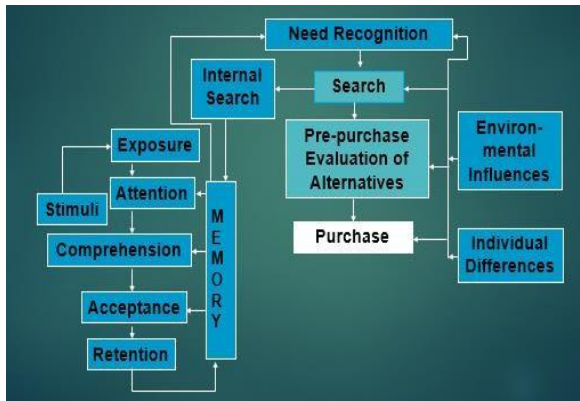 Need Recognition
Internal
Search
Search
Pre-purchase
Evaluation of
Alternatives
Environ-
mental
Influences
Exposure
Attention
Stimuli
M
E
M
O
R
Y
Purchase
Comprehension
Individual
Differences
Acceptance
Retention